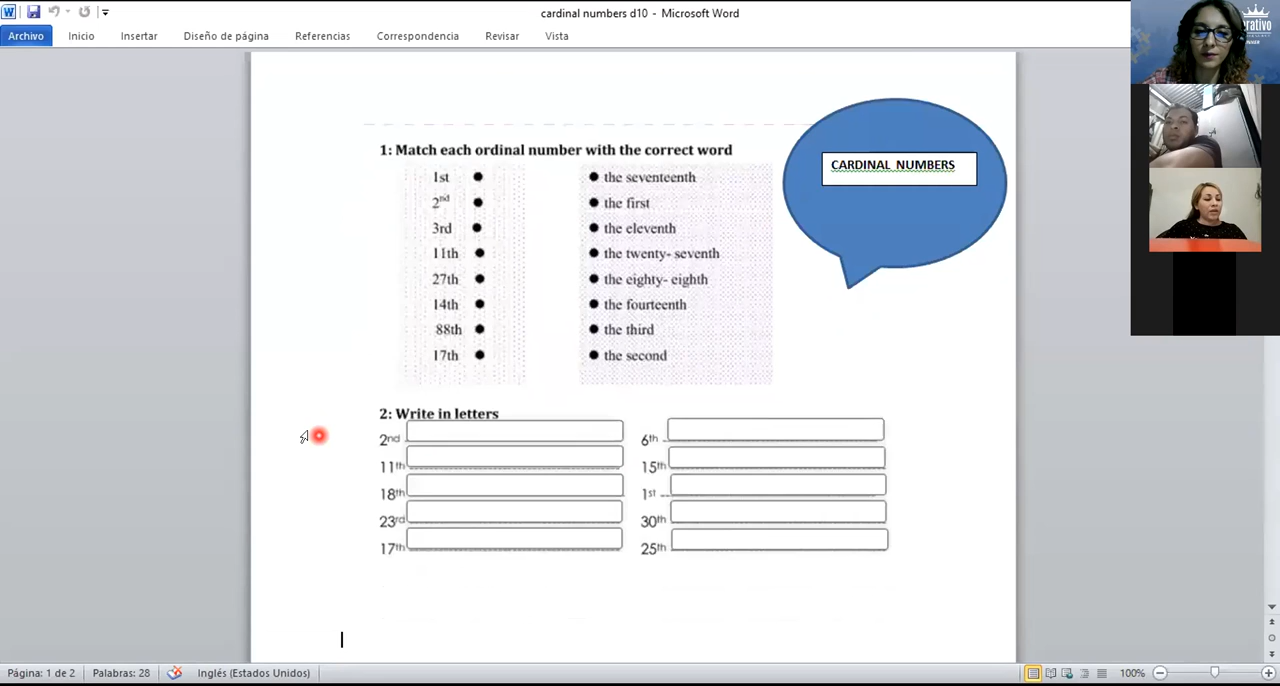 cardinal numbers d10 - Microsoft Word
Archivo Inicio Insertar Diseño de página Referencias Correspondencia Revisar Vista
1: Match each ordinal number with the correct word
CARDINAL NUMBERS
1st the seventeenth
2nd the first
3rd the eleventh
11th the twenty- seventh
27th the eighty- eighth
14th the fourteenth
88th the third
17th the second
2: Write in letters
2nd 6th
11th 15th
18th 1st
23rd 30th
17th 25th
Página: 1 de 2 Palabras: 28 Inglés (Estados Unidos) 100%